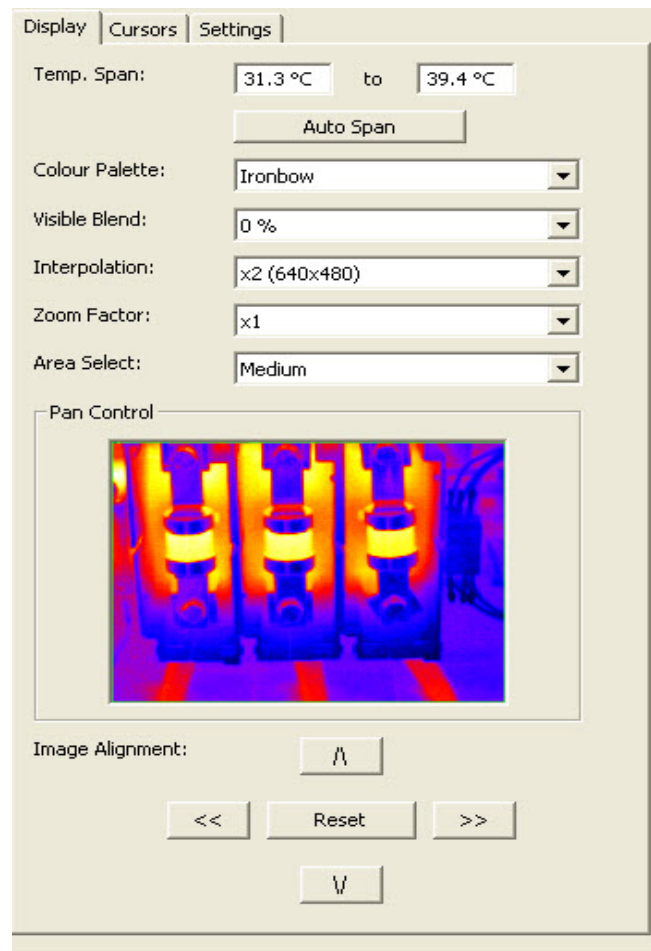 Display Cursors Settings
Temp. Span: 31.3 °C to 39.4 °C
Auto Span
Colour Palette: Ironbow
Visible Blend: 0 %
Interpolation: x2 (640x480)
Zoom Factor: x1
Area Select: Medium
Pan Control
Image Alignment: /\
<< Reset >>
\/